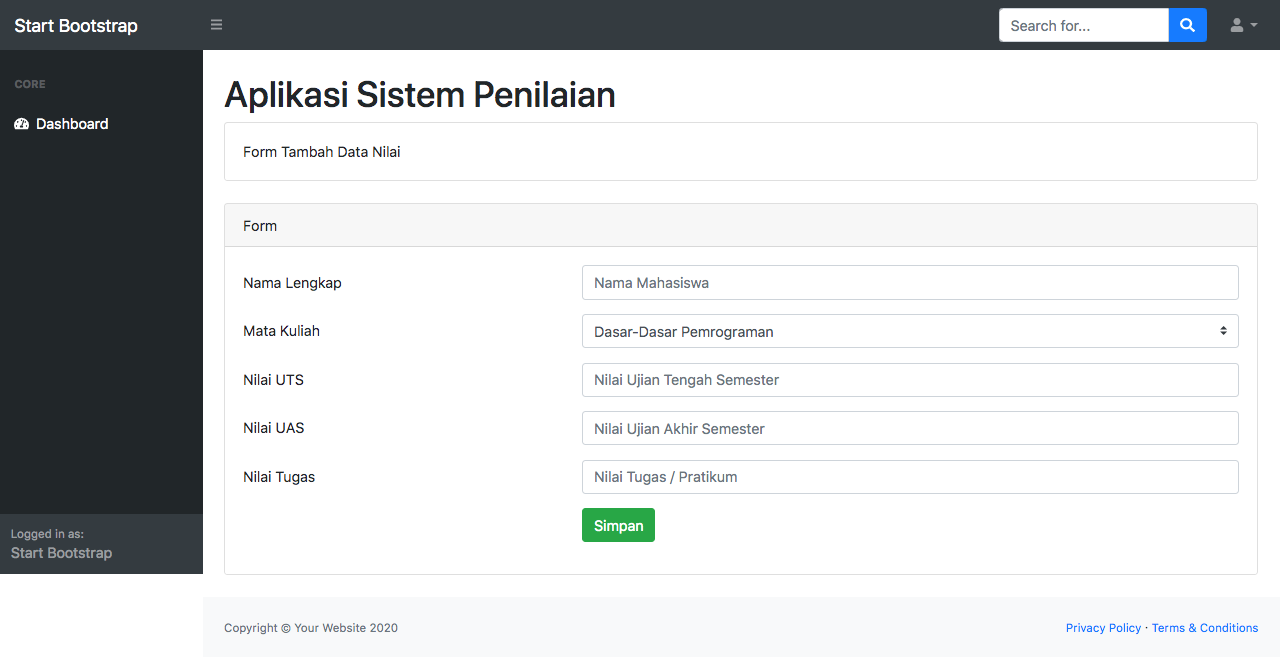 Start Bootstrap
Search for...
CORE
Dashboard
Logged in as:
Start Bootstrap
Aplikasi Sistem Penilaian
Form Tambah Data Nilai
Form
Nama Lengkap
Nama Mahasiswa
Mata Kuliah
Dasar-Dasar Pemrograman
Nilai UTS
Nilai Ujian Tengah Semester
Nilai UAS
Nilai Ujian Akhir Semester
Nilai Tugas
Nilai Tugas / Pratikum
Simpan
Copyright © Your Website 2020
Privacy Policy · Terms & Conditions